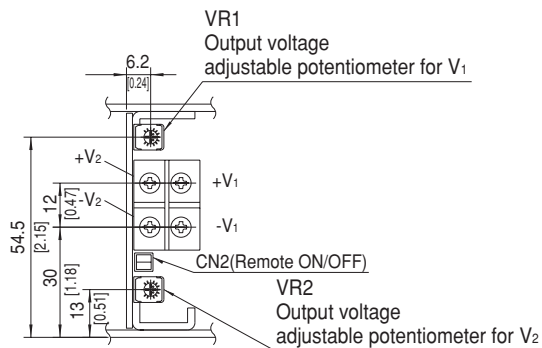 VR1
Output voltage
adjustable potentiometer for V1
6.2
[0.24]
+V2
+V1
-V2
-V1
12
[0.47]
54.5
[2.15]
30
[1.18]
13
[0.51]
CN2(Remote ON/OFF)
VR2
Output voltage
adjustable potentiometer for V2